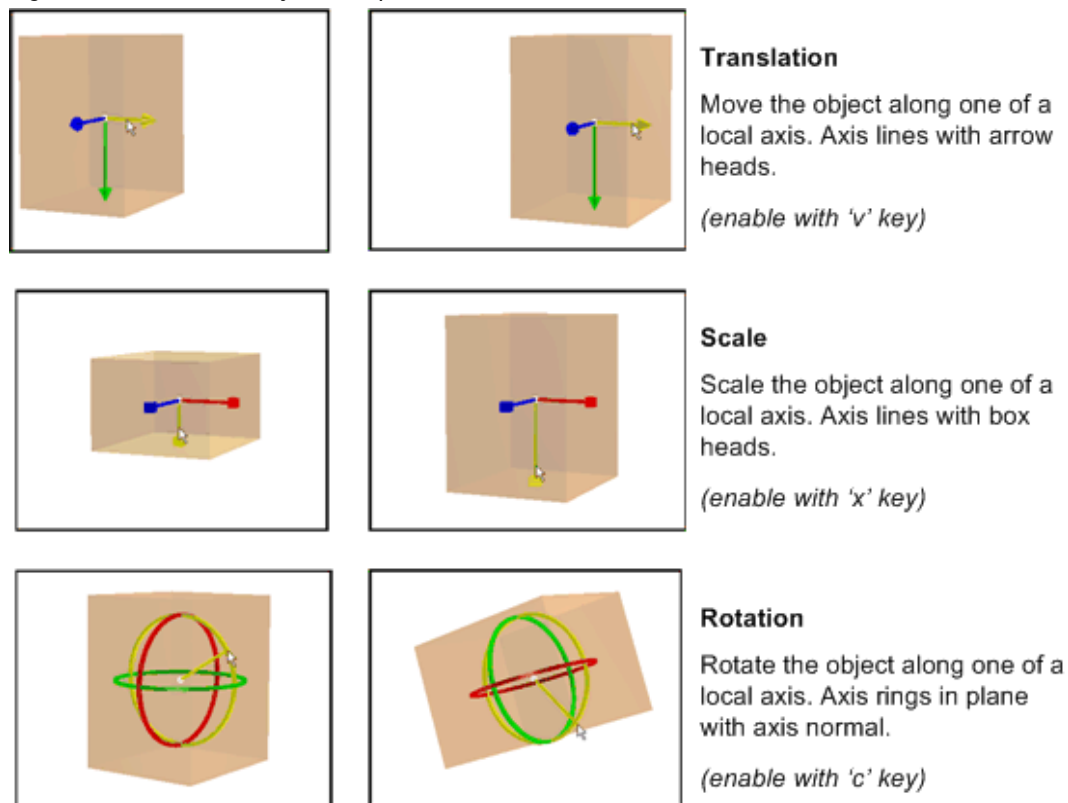 Translation
Move the object along one of a
local axis. Axis lines with arrow
heads.
(enable with ‘v’ key)
Scale
Scale the object along one of a
local axis. Axis lines with box
heads.
(enable with ‘x’ key)
Rotation
Rotate the object along one of a
local axis. Axis rings in plane
with axis normal.
(enable with ‘c’ key)